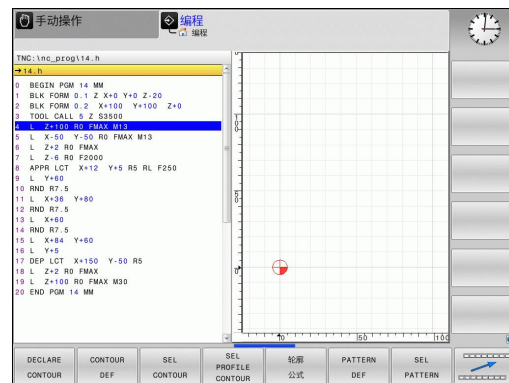 手动操作
编程
编程
TNC:\nc_prog\14.h
→14.h
0 BEGIN PGM 14 MM
1 BLK FORM 0.1 Z X+0 Y+0 Z-20
2 BLK FORM 0.2 X+100 Y+100 Z+0
3 TOOL CALL 5 Z S3500
4 L Z+100 R0 FMAX M13
5 L X-50 Y-50 R0 FMAX M13
6 L Z+2 R0 FMAX
7 L Z-6 R0 F2000
8 APPR LCT X+12 Y+5 R5 RL F250
9 L Y+60
10 RND R7.5
11 L X+36 Y+80
12 RND R7.5
13 L X+60
14 RND R7.5
15 L X+84 Y+60
16 L Y+5
17 DEP LCT X+150 Y-50 R5
18 L Z+2 R0 FMAX
19 L Z+100 R0 FMAX M30
20 END PGM 14 MM
100
50
0
0
50
100
DECLARE CONTOUR
CONTOUR DEF
SEL CONTOUR
SEL PROFILE CONTOUR
轮廓 公式
PATTERN DEF
SEL PATTERN